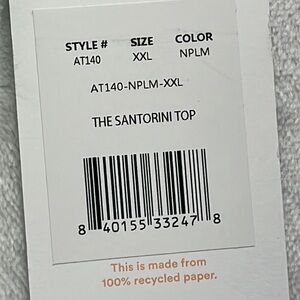 STYLE # SIZE COLOR
AT140 XXL NPLM
AT140-NPLM-XXL
THE SANTORINI TOP
8 40155 33247 8
This is made from
100% recycled paper.